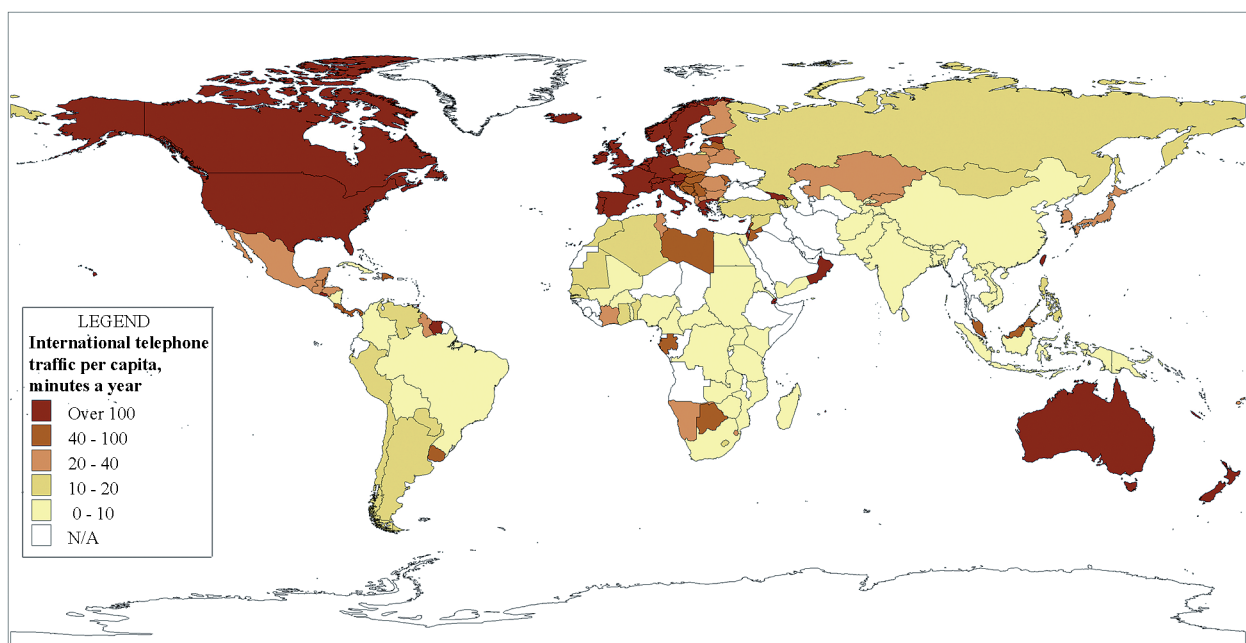 LEGEND
International telephone
traffic per capita,
minutes a year
Over 100
40 - 100
20 - 40
10 - 20
0 - 10
N/A